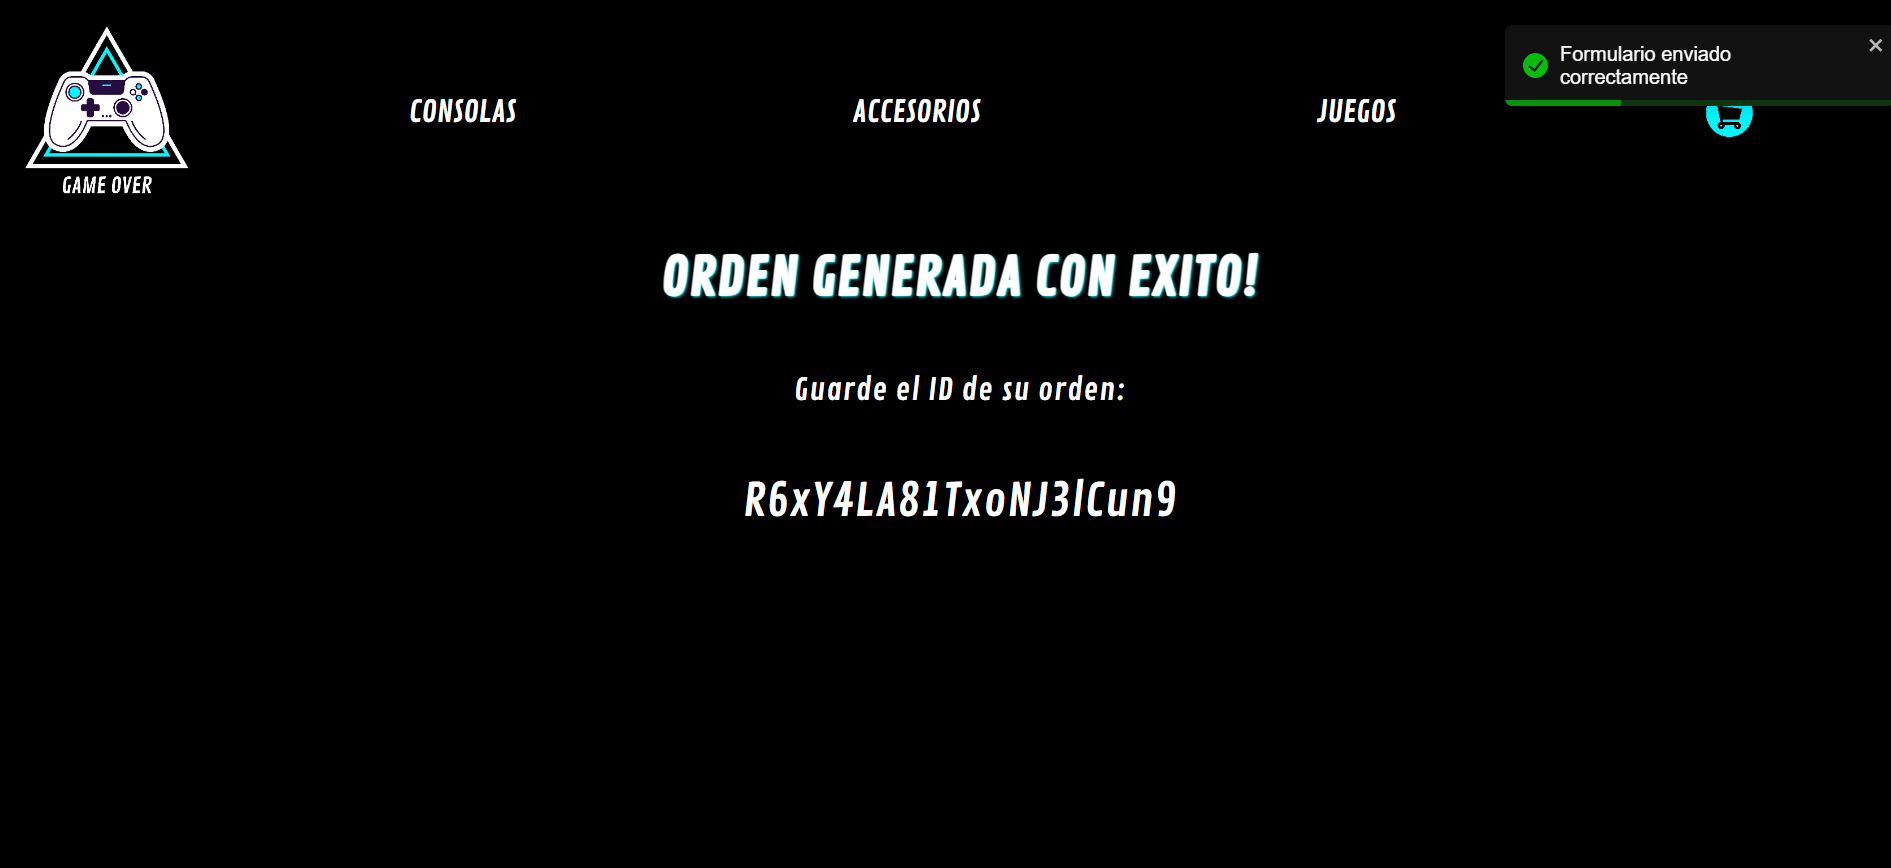 GAME OVER
CONSOLAS
ACCESORIOS
JUEGOS
Formulario enviado
correctamente
ORDEN GENERADA CON EXITO!
Guarde el ID de su orden:
R6xY4LA81TxoNJ3lCun9